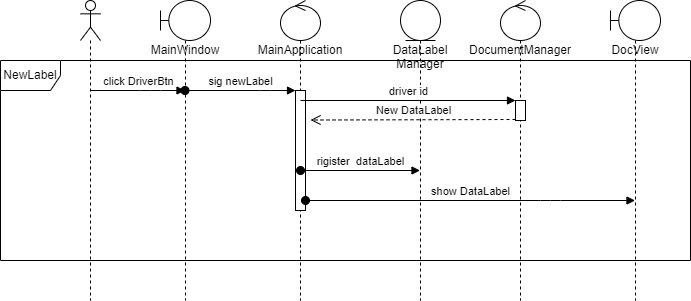 MainWindow
MainApplication
DataLabel
Manager
DocumentManager
DocView
NewLabel
click DriverBtn
sig newLabel
driver id
New DataLabel
rigister dataLabel
show DataLabel